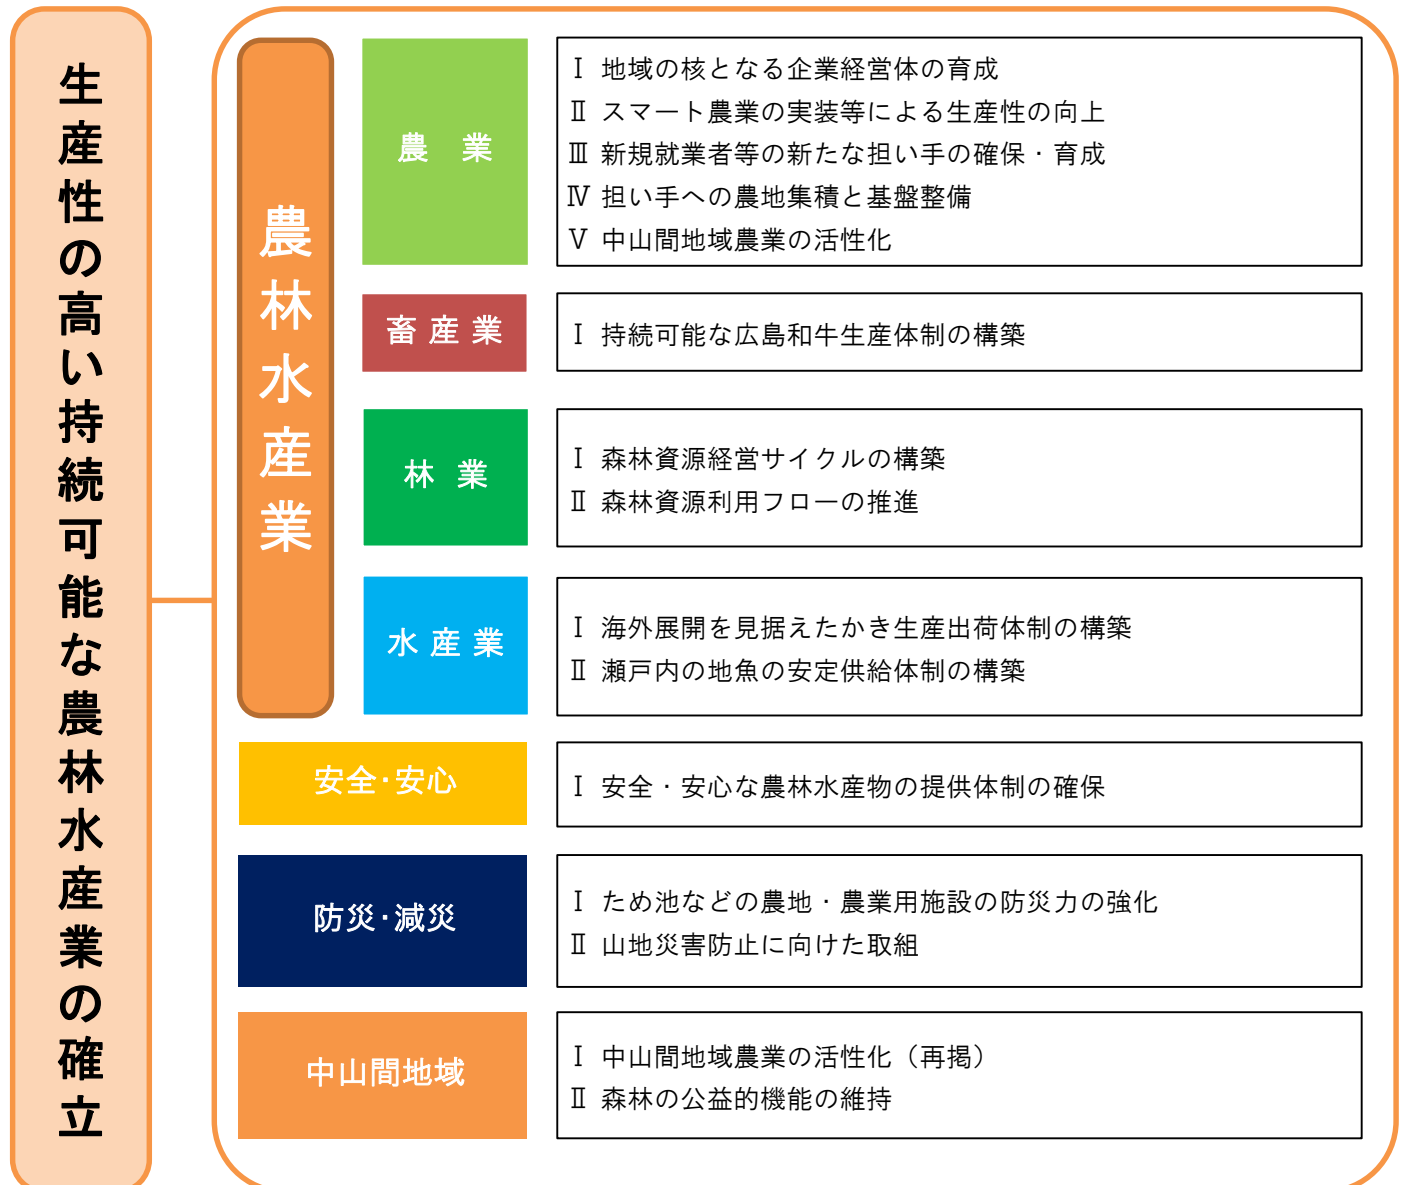 生産性の高い持続可能な農林水産業の確立
農林水産業
農　業
Ⅰ 地域の核となる企業経営体の育成
Ⅱ スマート農業の実装等による生産性の向上
Ⅲ 新規就業者等の新たな担い手の確保・育成
Ⅳ 担い手への農地集積と基盤整備
Ⅴ 中山間地域農業の活性化
畜 産 業
Ⅰ 持続可能な広島和牛生産体制の構築
林 業
Ⅰ 森林資源経営サイクルの構築
Ⅱ 森林資源利用フローの推進
水 産 業
Ⅰ 海外展開を見据えたかき生産出荷体制の構築
Ⅱ 瀬戸内の地魚の安定供給体制の構築
安全・安心
Ⅰ 安全・安心な農林水産物の提供体制の確保
防災・減災
Ⅰ ため池などの農地・農業用施設の防災力の強化
Ⅱ 山地災害防止に向けた取組
中山間地域
Ⅰ 中山間地域農業の活性化（再掲）
Ⅱ 森林の公益的機能の維持